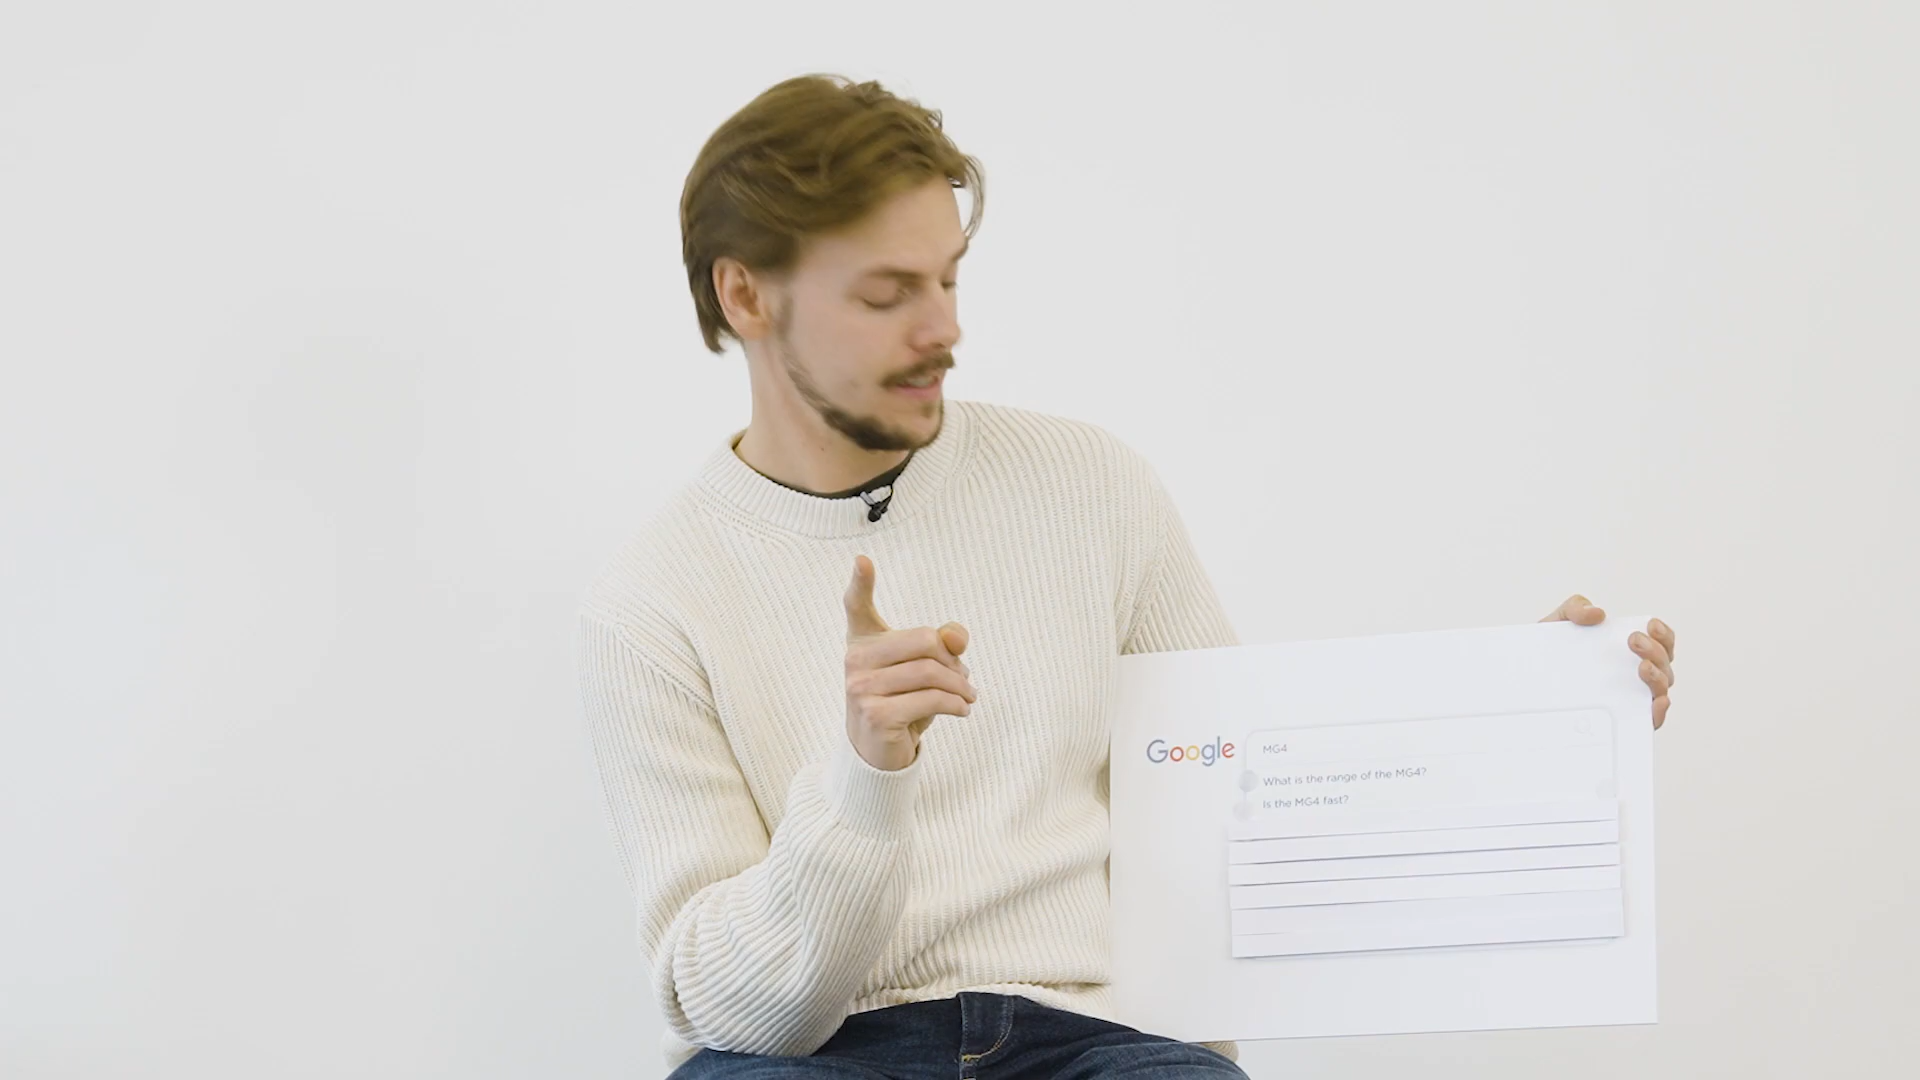 Google
MG4
What is the range of the MG4?
Is the MG4 fast?